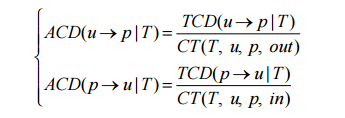 ACD(u → p | T) = TCD(u → p | T) / CT(T, u, p, out)
ACD(p → u | T) = TCD(p → u | T) / CT(T, u, p, in)